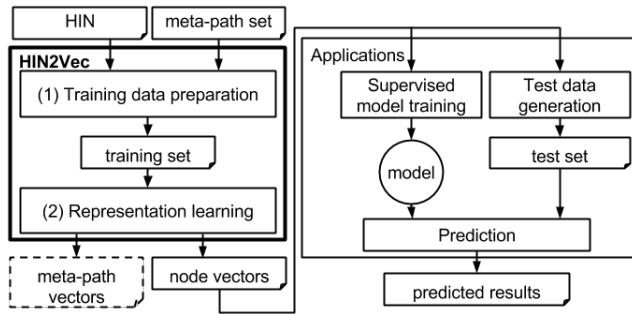 HIN
meta-path set
HIN2Vec
(1) Training data preparation
training set
(2) Representation learning
meta-path
vectors
node vectors
Applications
Supervised
model training
Test data
generation
model
test set
Prediction
predicted results